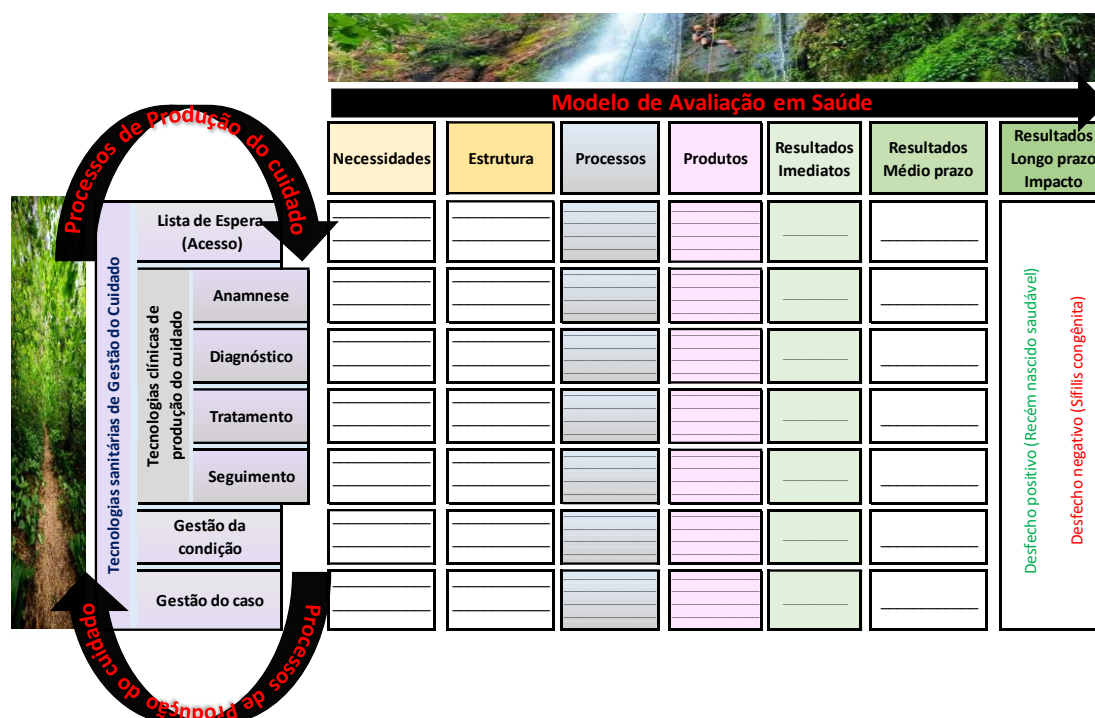 Modelo de Avaliação em Saúde
Processos de Produção do cuidado
Necessidades
Estrutura
Processos
Produtos
Resultados
Imediatos
Resultados
Médio prazo
Resultados
Longo prazo
Impacto
Tecnologias sanitárias de Gestão do Cuidado
Lista de Espera
(Acesso)
Tecnologias clínicas de
produção do cuidado
Anamnese
Diagnóstico
Tratamento
Seguimento
Gestão da
condição
Gestão do caso
Desfecho positivo (Recém nascido saudável)
Desfecho negativo (Sífilis congênita)
Processos de Produção do cuidado